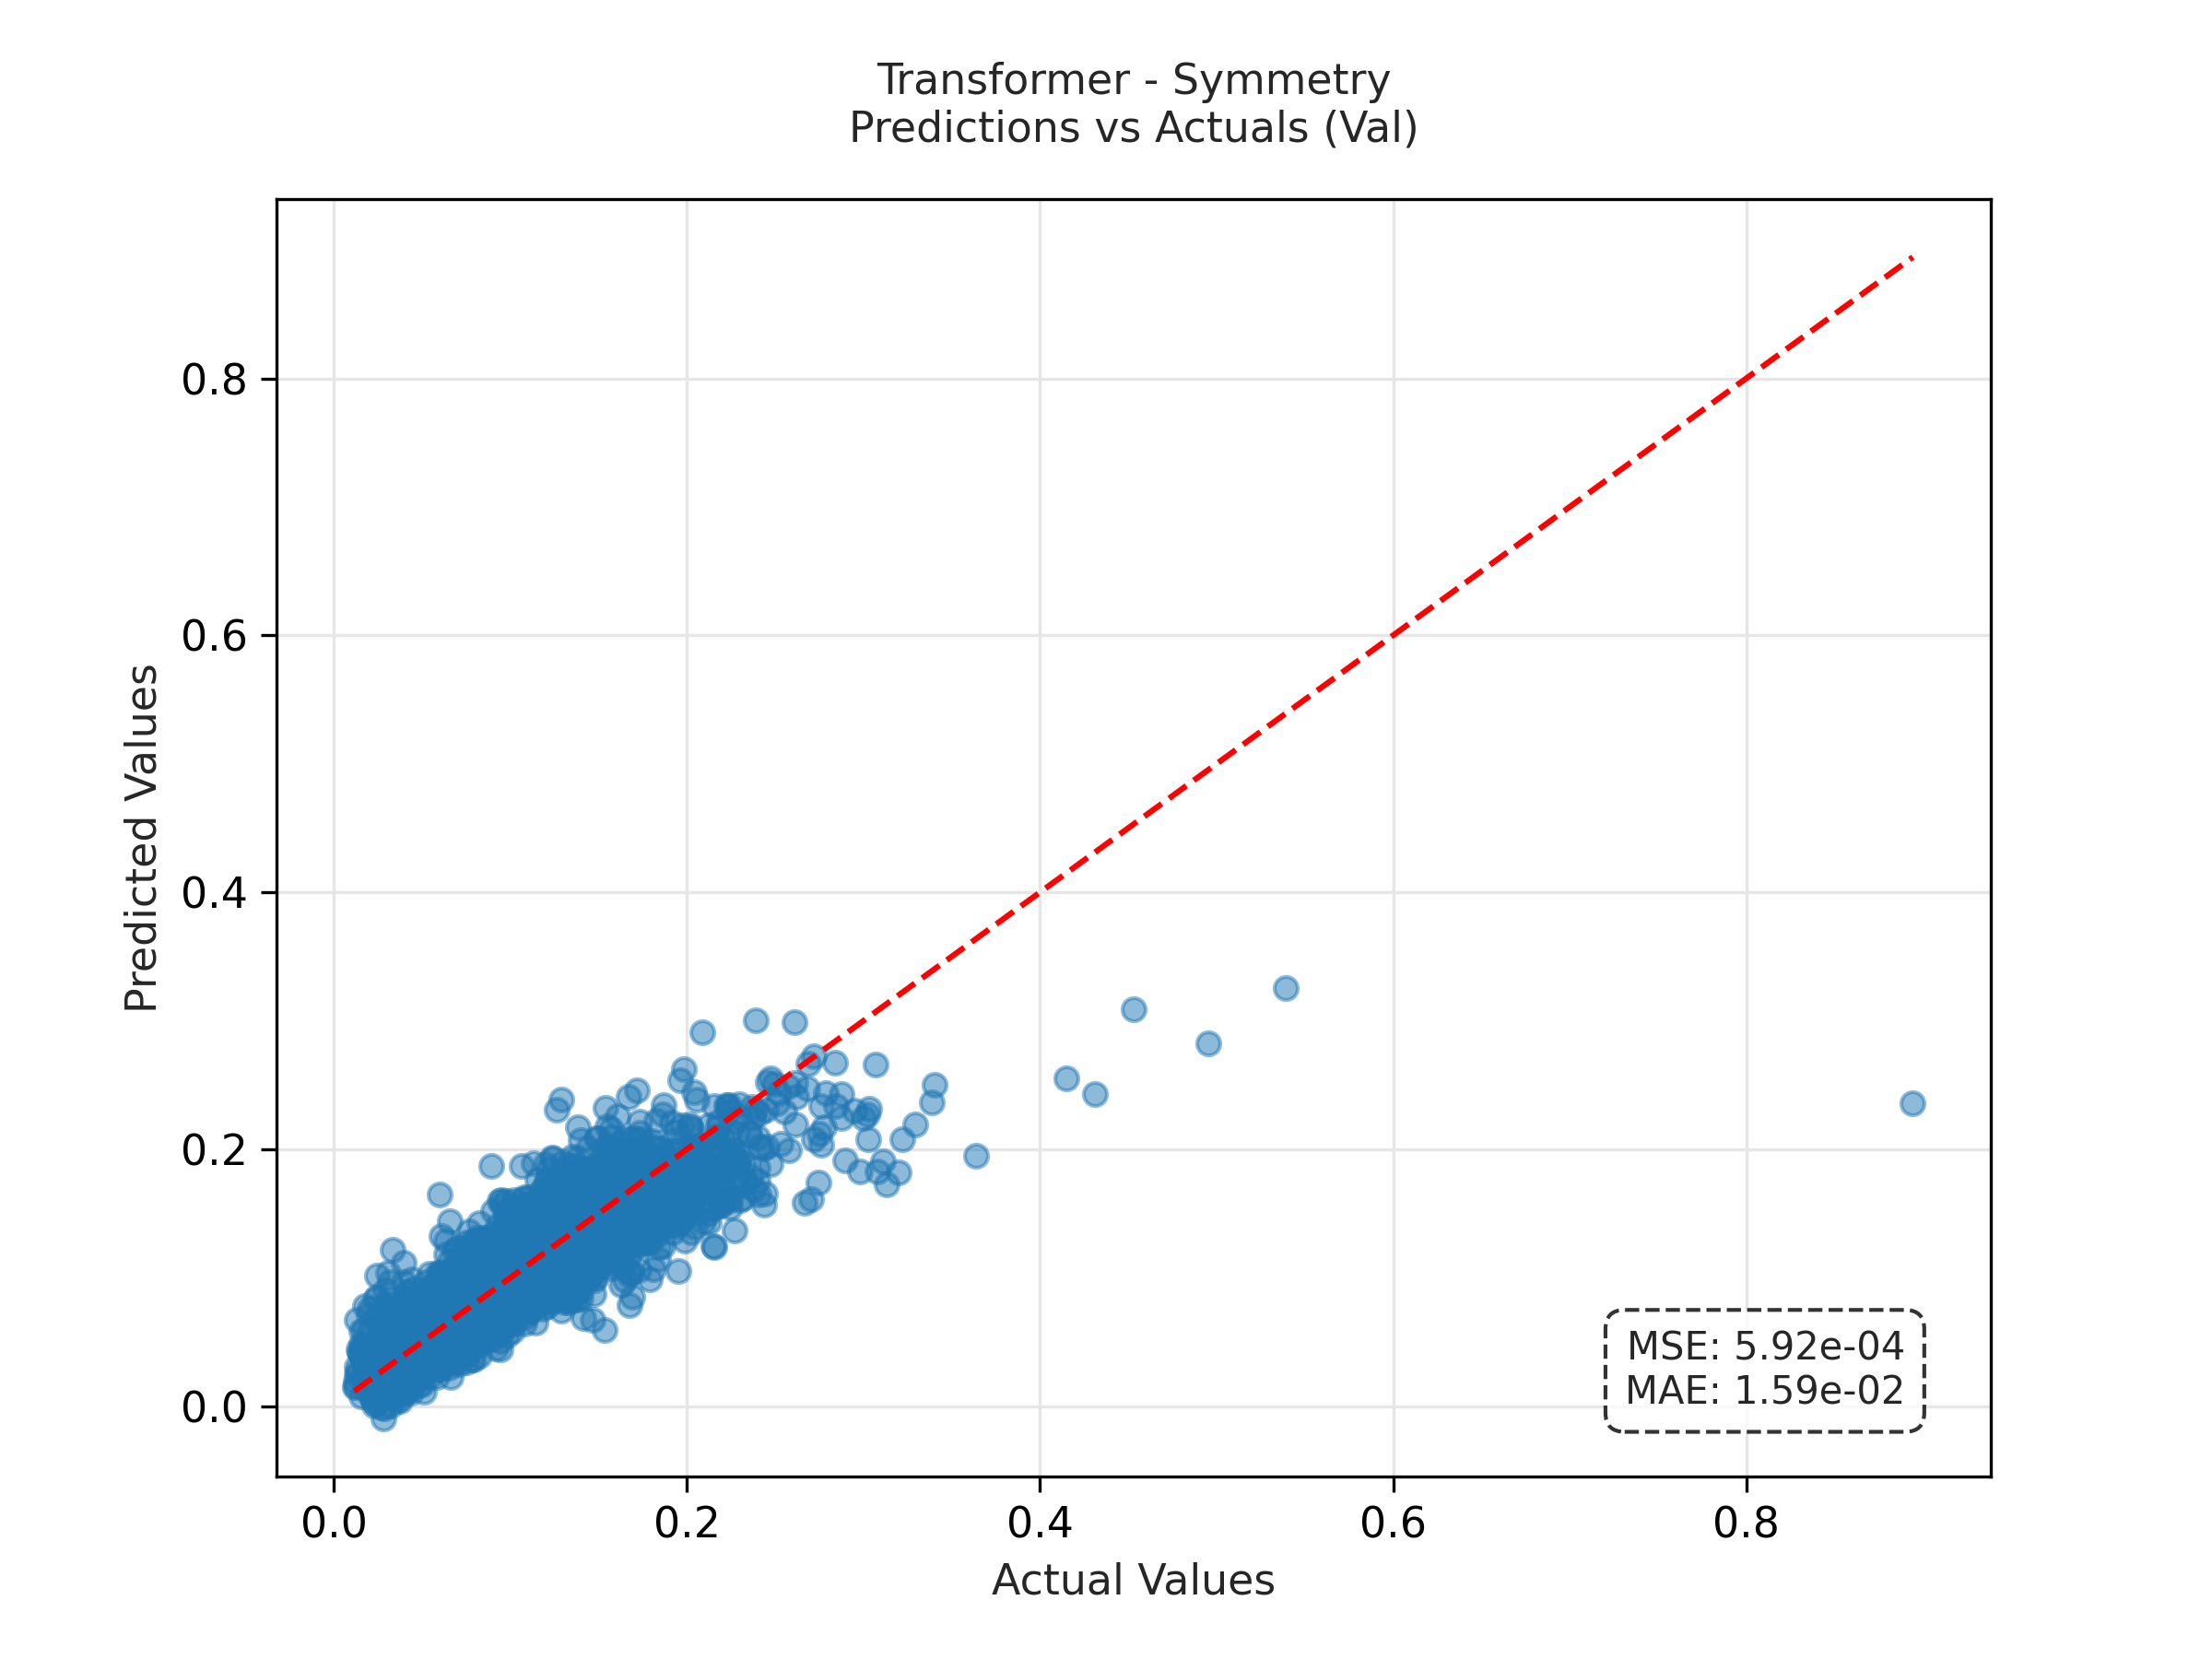 Transformer - Symmetry
Predictions vs Actuals (Val)
Predicted Values
0.8
0.6
0.4
0.2
0.0
MSE: 5.92e-04
MAE: 1.59e-02
0.0 0.2 0.4 0.6 0.8
Actual Values